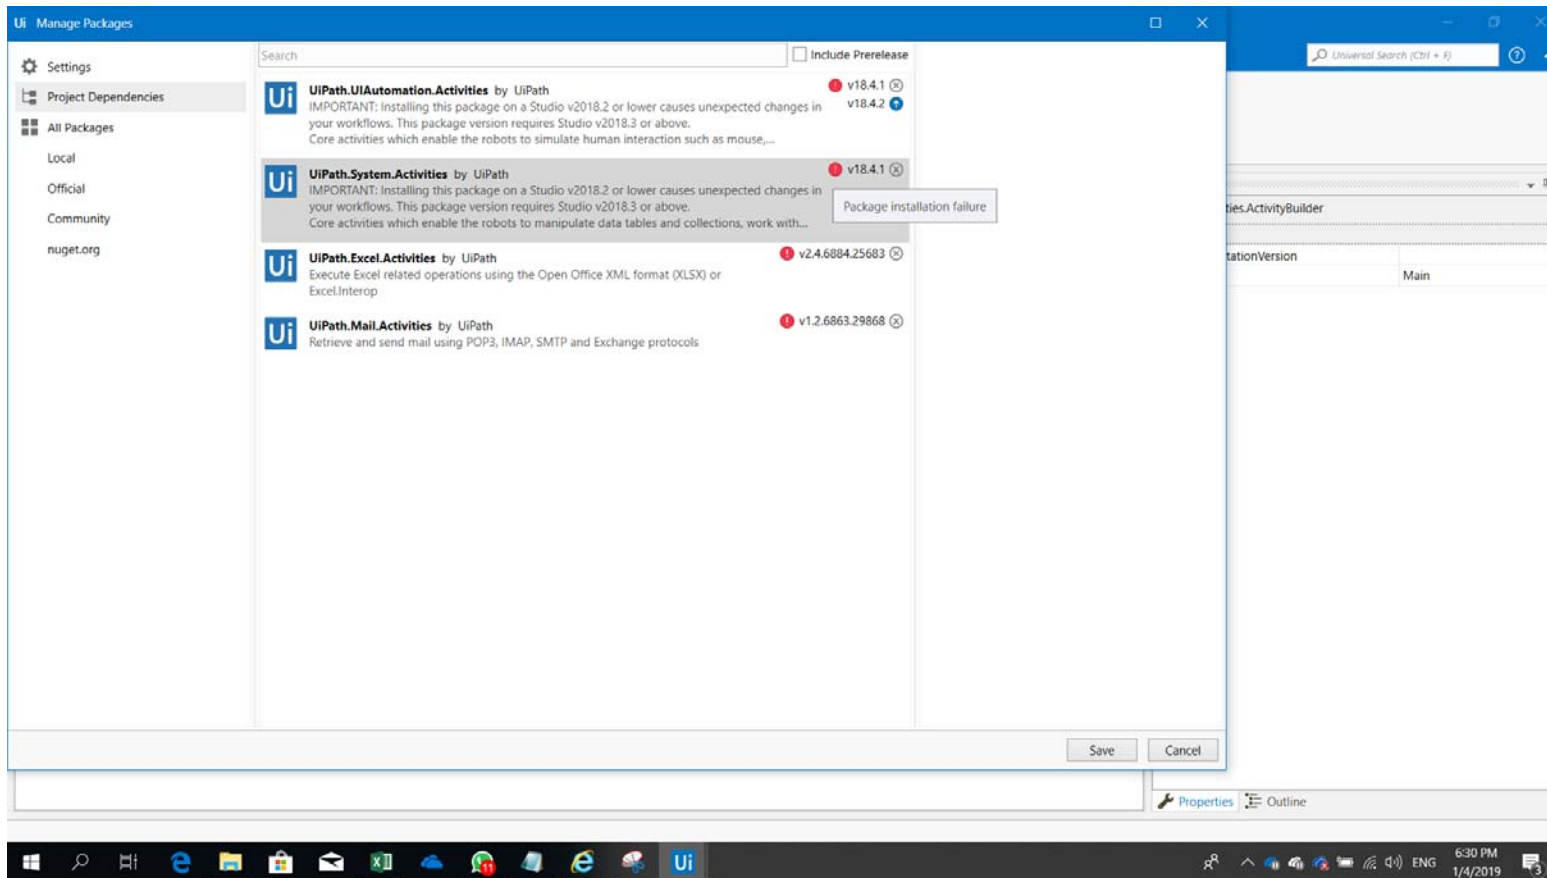 Ui Manage Packages
Settings
Project Dependencies
All Packages
Local
Official
Community
nuget.org
Search
Include Prerelease
Ui
UiPath.UIAutomation.Activities by UiPath
v18.4.1
IMPORTANT: Installing this package on a Studio v2018.2 or lower causes unexpected changes in
v18.4.2
your workflows. This package version requires Studio v2018.3 or above.
Core activities which enable the robots to simulate human interaction such as mouse,...
Ui
UiPath.System.Activities by UiPath
v18.4.1
IMPORTANT: Installing this package on a Studio v2018.2 or lower causes unexpected changes in
your workflows. This package version requires Studio v2018.3 or above.
Core activities which enable the robots to manipulate data tables and collections, work with...
Package installation failure
Ui
UiPath.Excel.Activities by UiPath
v2.4.6884.25683
Execute Excel related operations using the Open Office XML format (XLSX) or
Excel.Interop
Ui
UiPath.Mail.Activities by UiPath
v1.2.6863.29868
Retrieve and send mail using POP3, IMAP, SMTP and Exchange protocols
Save
Cancel
Universal Search (Ctrl + F)
ties.ActivityBuilder
tationVersion
Main
Properties
Outline
11
Ui
ENG
6:30 PM
1/4/2019
3